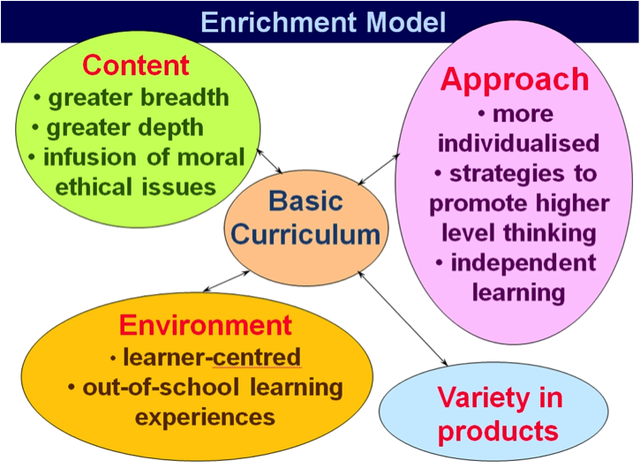 Enrichment Model
Content
• greater breadth
• greater depth
• infusion of moral
ethical issues
Approach
• more
individualised
• strategies to
promote higher
level thinking
• independent
learning
Basic
Curriculum
Environment
• learner-centred
• out-of-school learning
experiences
Variety in
products